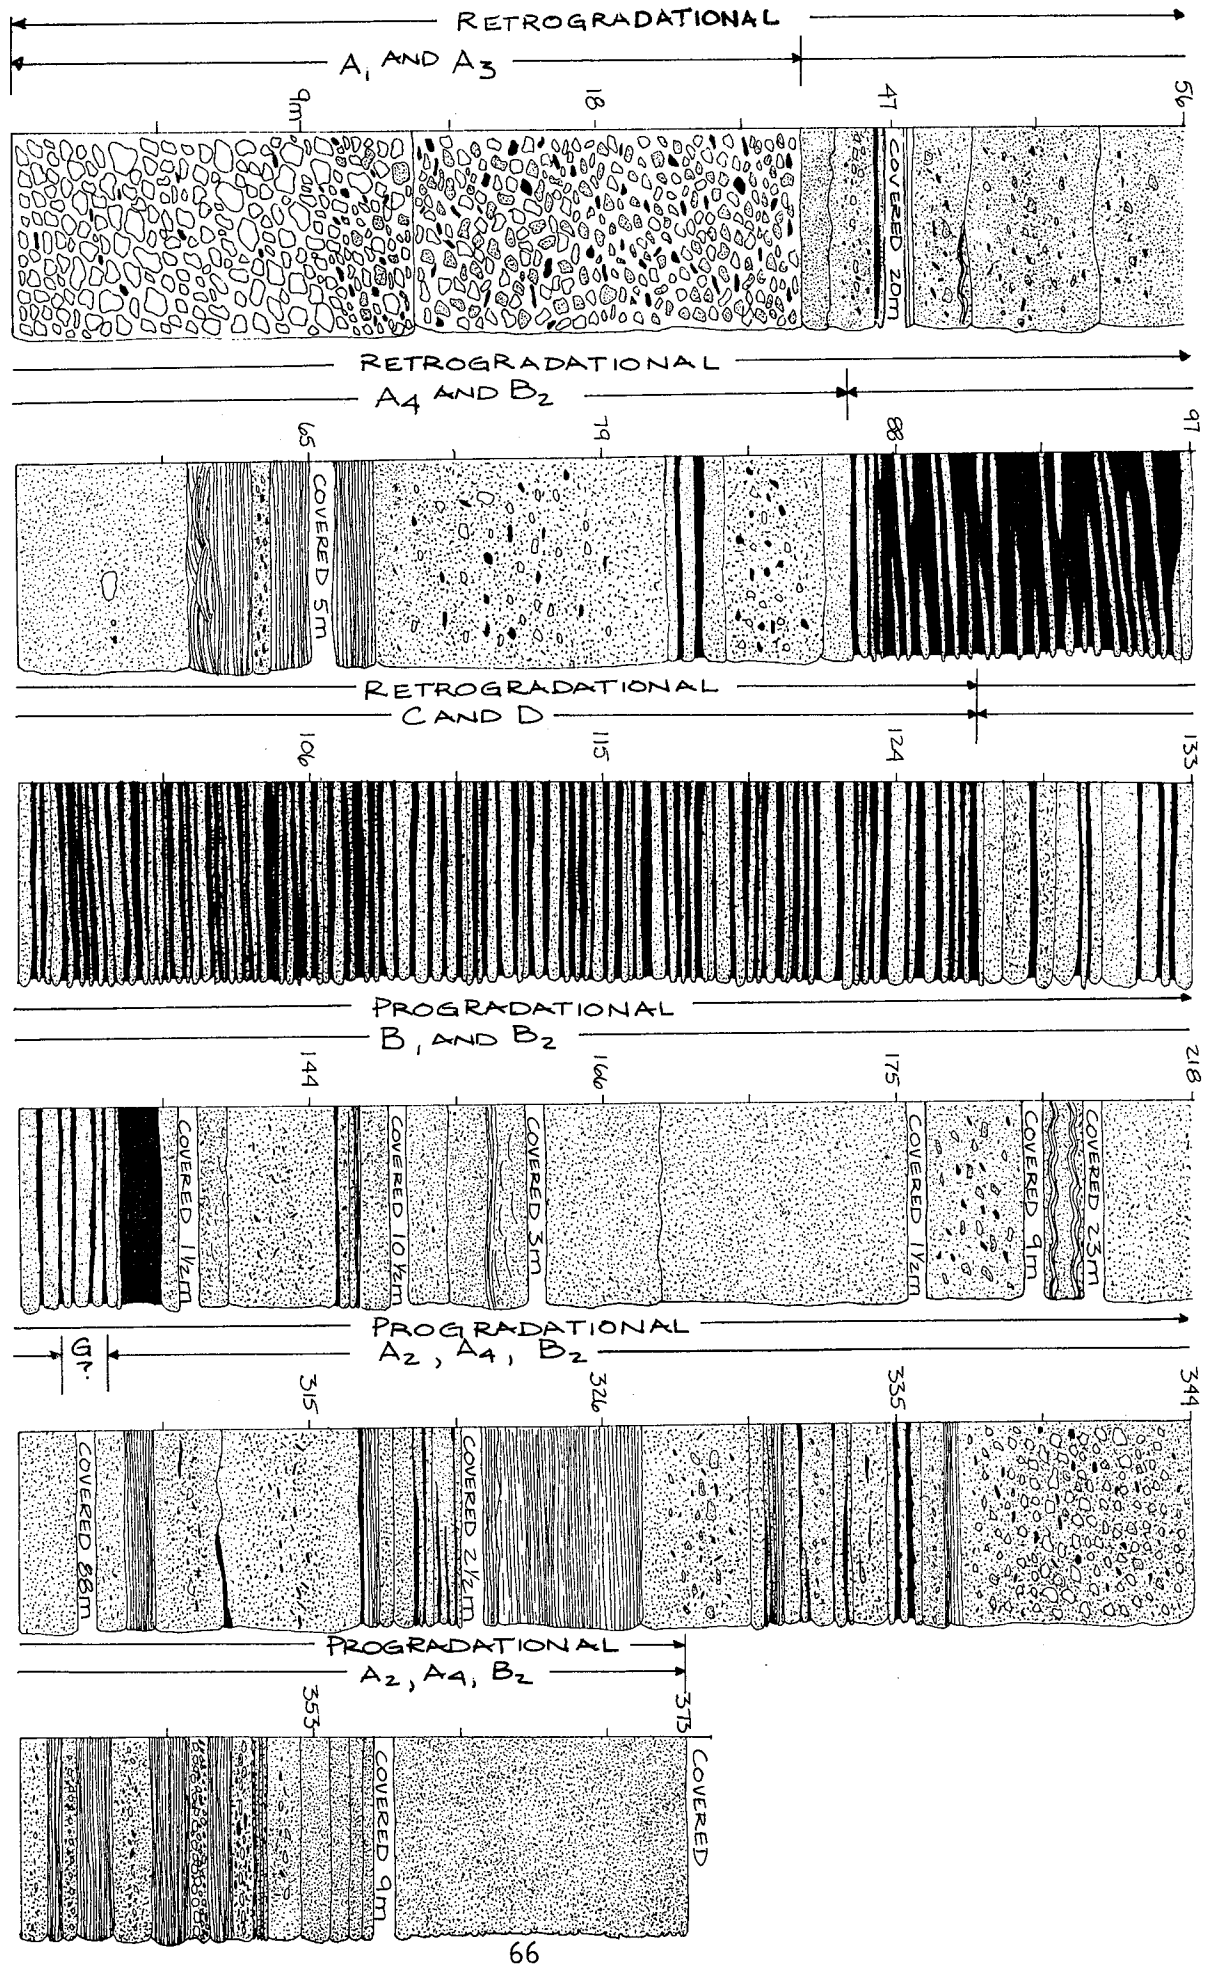 RETROGRADATIONAL
A1 AND A3
9m 18 47 56
COVERED 20m
RETROGRADATIONAL
A4 AND B2
65 79 88 97
COVERED 5m
RETROGRADATIONAL
C AND D
106 115 124 133
PROGRADATIONAL
B1 AND B2
144 166 175 218
COVERED 1½m
COVERED 10½m
COVERED 3m
COVERED 1½m
COVERED 9m
COVERED 23m
PROGRADATIONAL
G? A2, A4, B2
315 326 335 344
COVERED 88m
COVERED 2½m
PROGRADATIONAL
A2, A4, B2
353 373
COVERED 9m
COVERED
66